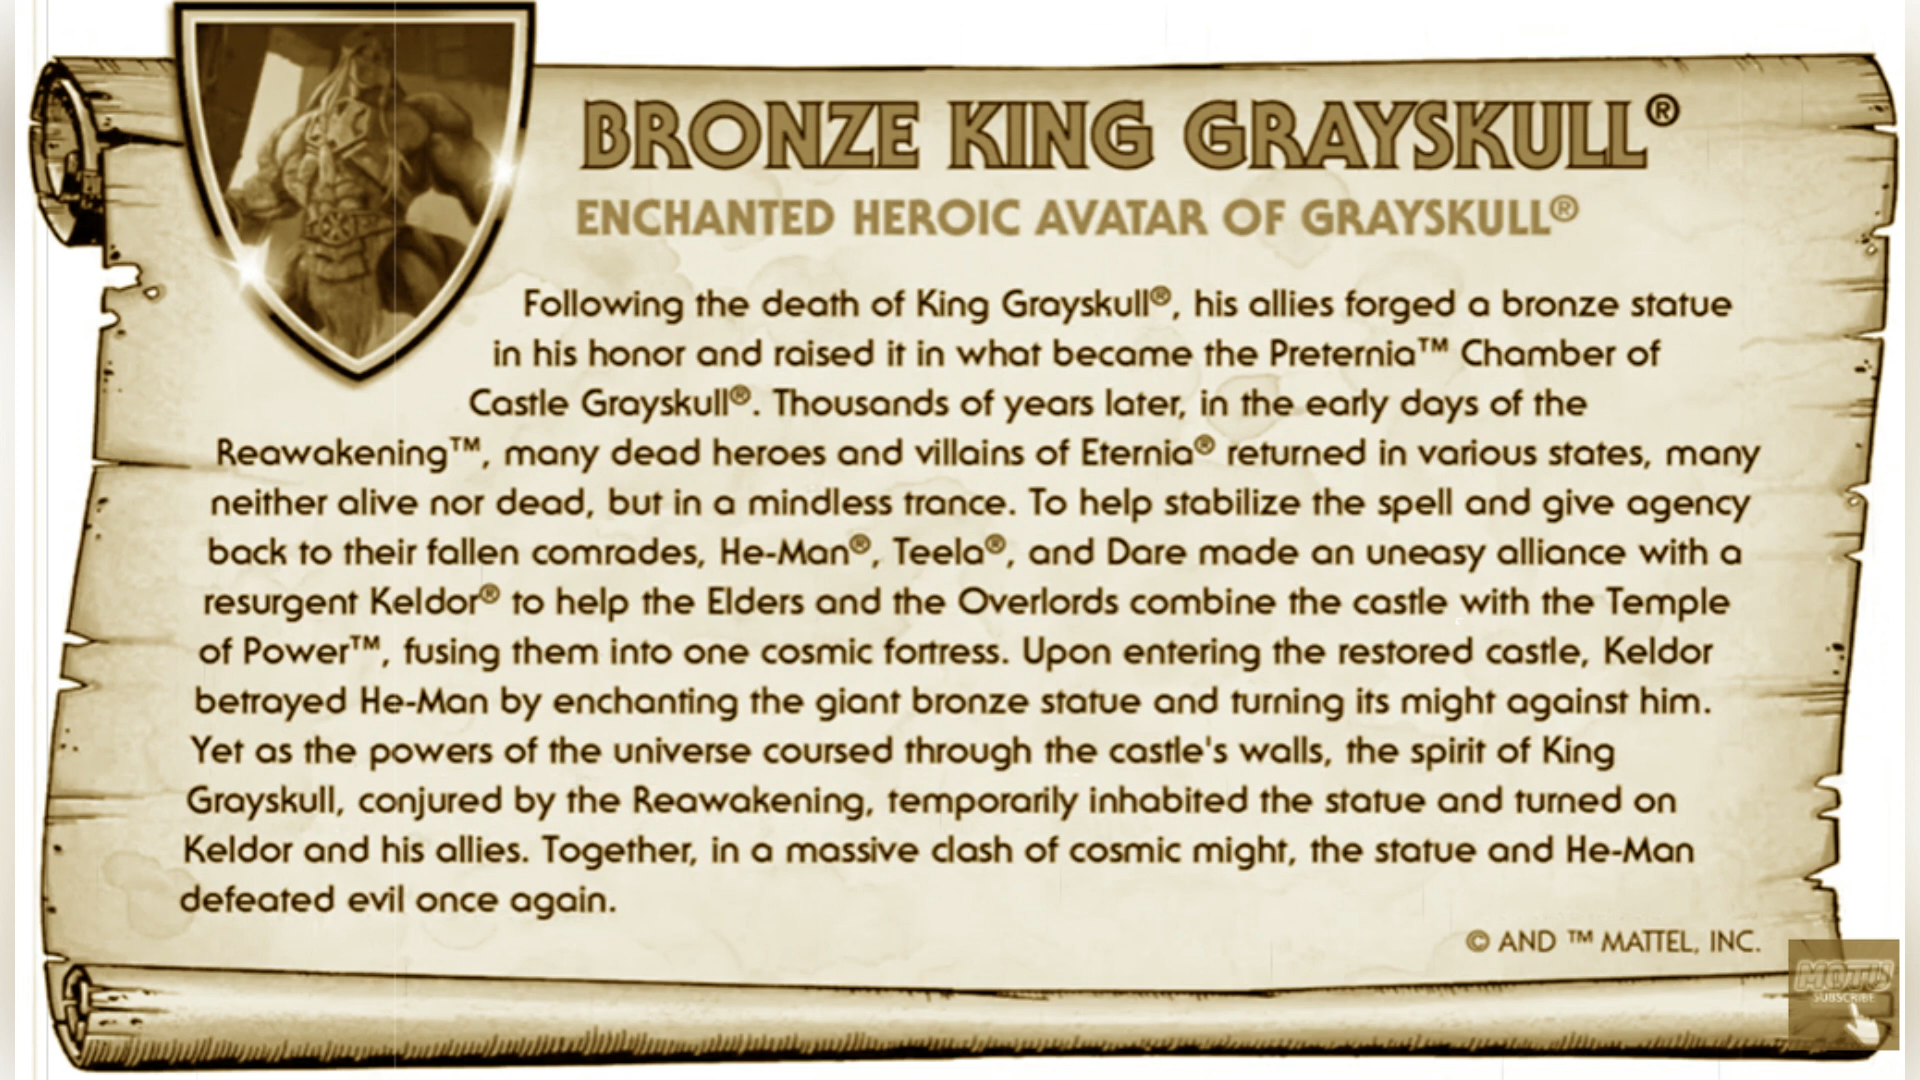 BRONZE KING GRAYSKULL®
ENCHANTED HEROIC AVATAR OF GRAYSKULL®
Following the death of King Grayskull®, his allies forged a bronze statue
in his honor and raised it in what became the Preternia™ Chamber of
Castle Grayskull®. Thousands of years later, in the early days of the
Reawakening™, many dead heroes and villains of Eternia® returned in various states, many
neither alive nor dead, but in a mindless trance. To help stabilize the spell and give agency
back to their fallen comrades, He-Man®, Teela®, and Dare made an uneasy alliance with a
resurgent Keldor® to help the Elders and the Overlords combine the castle with the Temple
of Power™, fusing them into one cosmic fortress. Upon entering the restored castle, Keldor
betrayed He-Man by enchanting the giant bronze statue and turning its might against him.
Yet as the powers of the universe coursed through the castle's walls, the spirit of King
Grayskull, conjured by the Reawakening, temporarily inhabited the statue and turned on
Keldor and his allies. Together, in a massive clash of cosmic might, the statue and He-Man
defeated evil once again.
© AND ™ MATTEL, INC.
MOTU
SUBSCRIBE